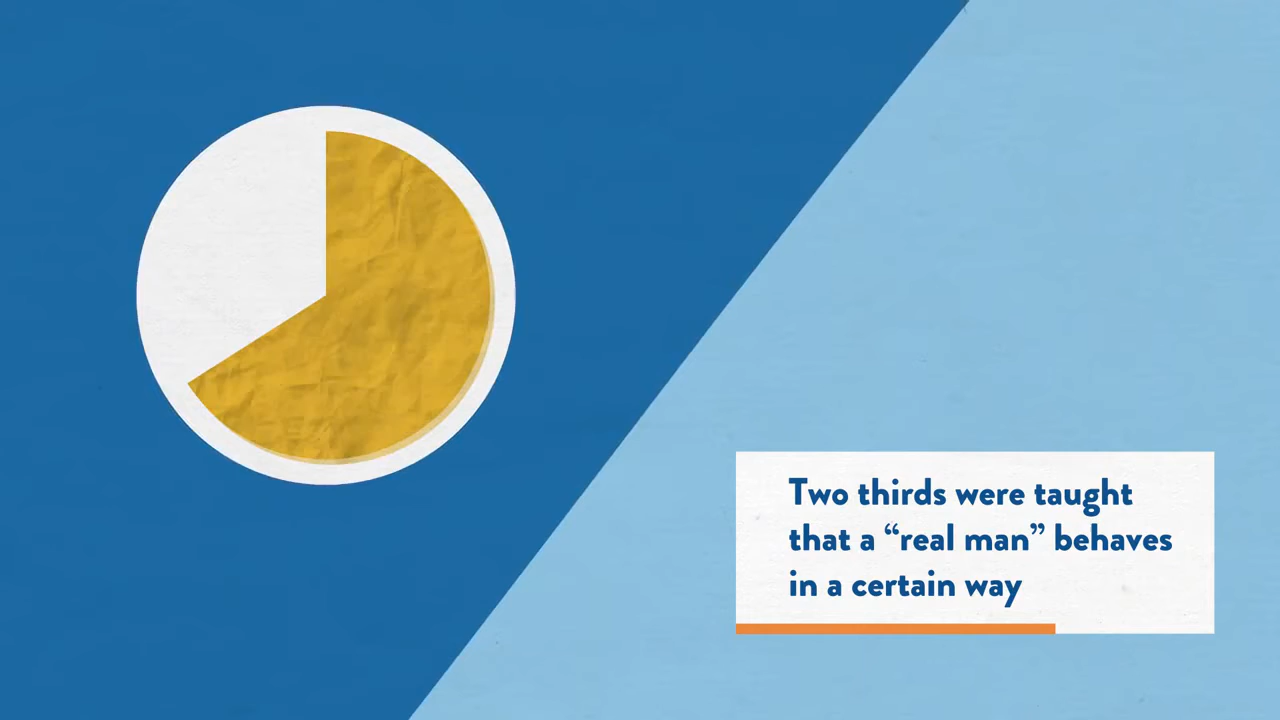 Two thirds were taught
that a “real man” behaves
in a certain way